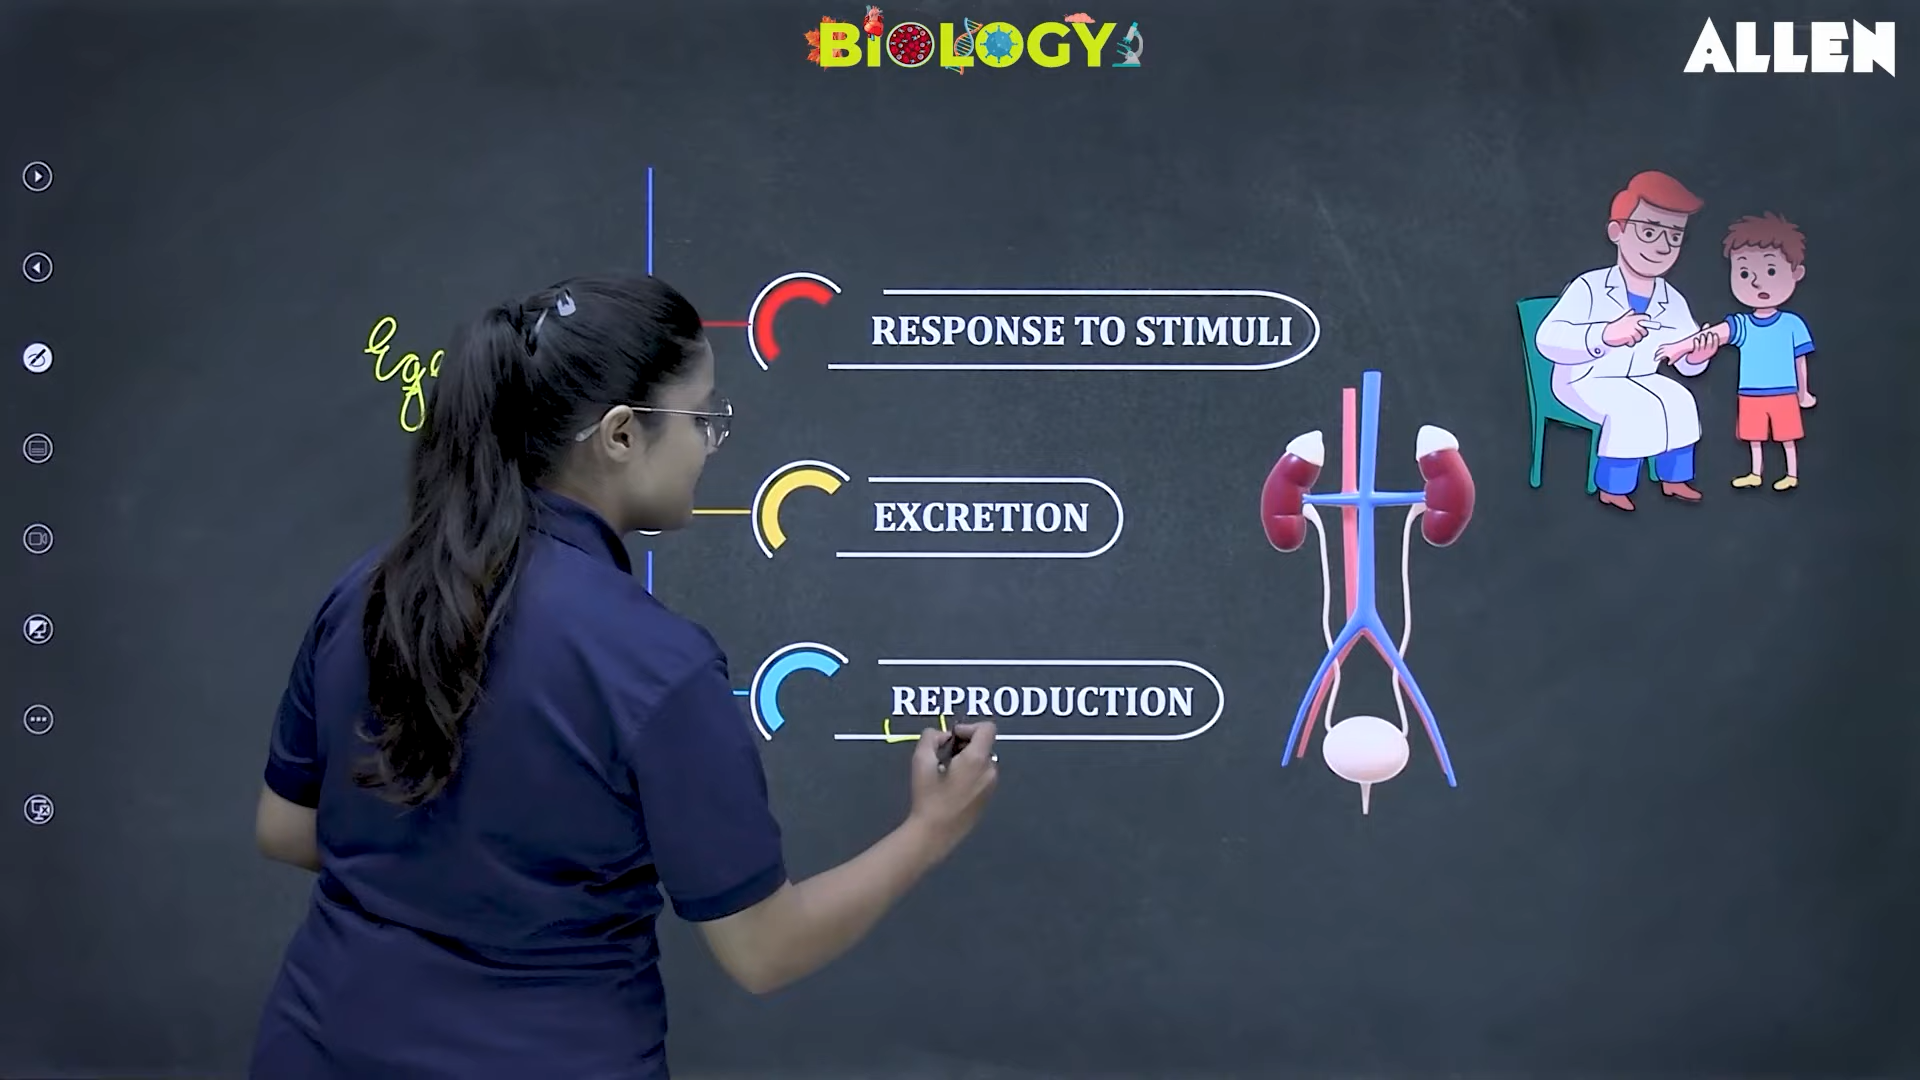 BIOLOGY
ALLEN
RESPONSE TO STIMULI
EXCRETION
REPRODUCTION